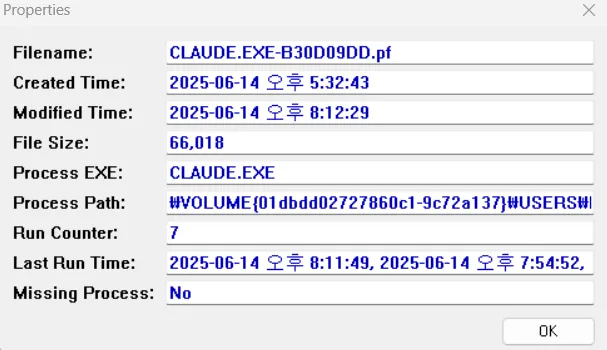 Properties
Filename: CLAUDE.EXE-B30D09DD.pf
Created Time: 2025-06-14 오후 5:32:43
Modified Time: 2025-06-14 오후 8:12:29
File Size: 66,018
Process EXE: CLAUDE.EXE
Process Path: ₩VOLUME{01dbdd02727860c1-9c72a137}₩USERS₩
Run Counter: 7
Last Run Time: 2025-06-14 오후 8:11:49, 2025-06-14 오후 7:54:52,
Missing Process: No
OK